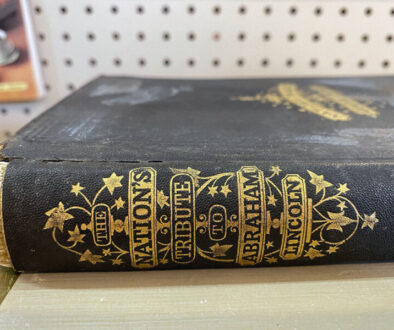 THE
NATION'S
TRIBUTE
TO
ABRAHAM
LINCOLN